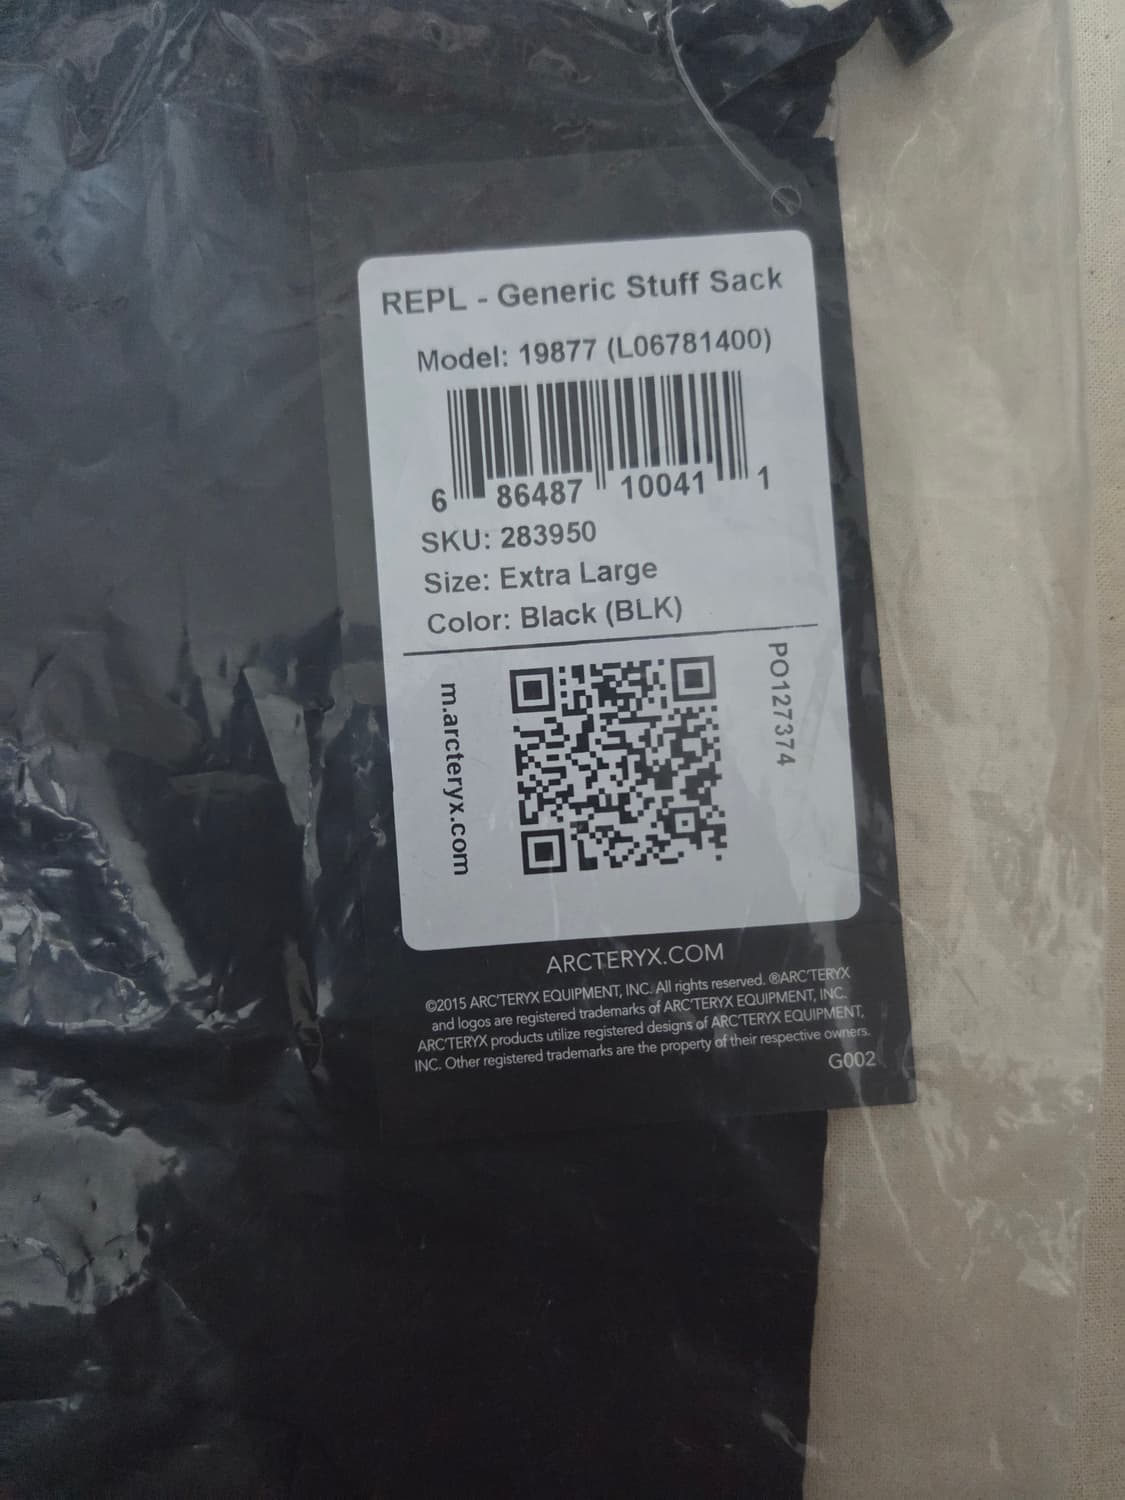 REPL - Generic Stuff Sack
Model: 19877 (L06781400)
6 86487 10041 1
SKU: 283950
Size: Extra Large
Color: Black (BLK)
m.arcteryx.com
PO127374
ARCTERYX.COM
©2015 ARC'TERYX EQUIPMENT, INC. All rights reserved. ®ARC'TERYX
and logos are registered trademarks of ARC'TERYX EQUIPMENT, INC.
ARC'TERYX products utilize registered designs of ARC'TERYX EQUIPMENT,
INC. Other registered trademarks are the property of their respective owners.
G002